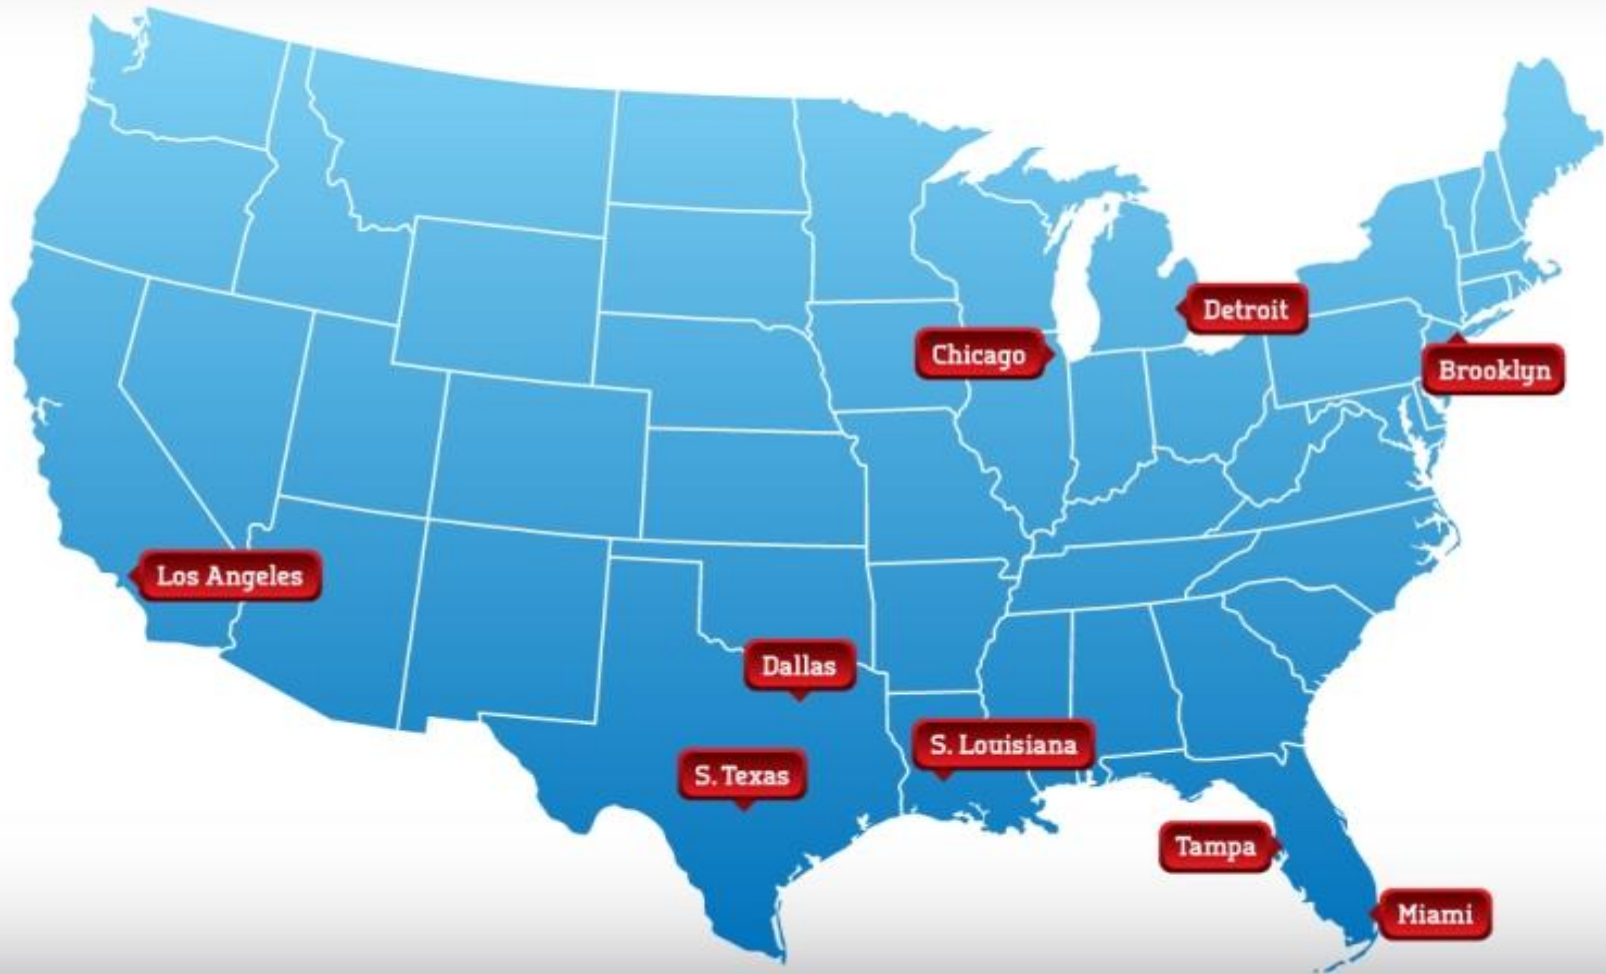 Detroit
Chicago
Brooklyn
Los Angeles
Dallas
S. Louisiana
S. Texas
Tampa
Miami